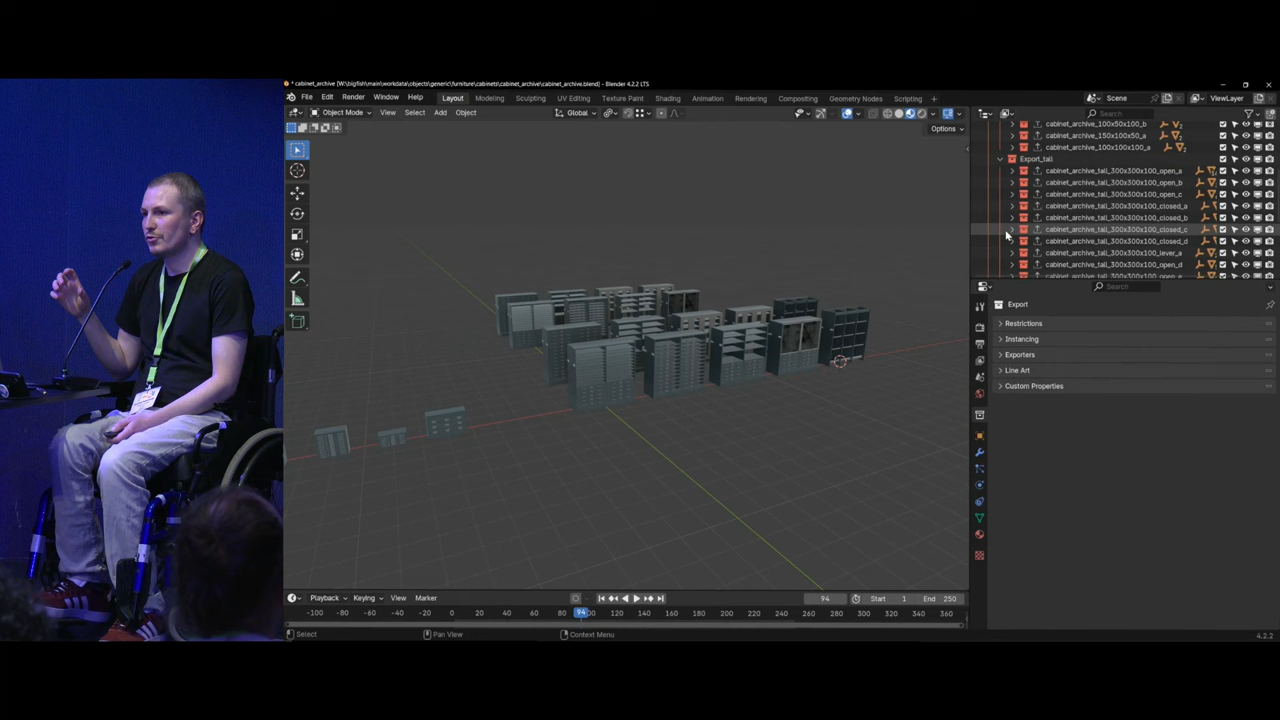 * cabinet_archive [W:\bigfish\main\workdata\objects\generic\furniture\cabinets\cabinet_archive\cabinet_archive.blend] - Blender 4.2.2 LTS
File Edit Render Window Help Layout Modeling Sculpting UV Editing Texture Paint Shading Animation Rendering Compositing Geometry Nodes Scripting + Scene ViewLayer
Object Mode View Select Add Object Global Search
Options
cabinet_archive_100x50x100_b
cabinet_archive_150x100x50_a
cabinet_archive_100x100x100_a
Export_tall
cabinet_archive_tall_300x300x100_open_a
cabinet_archive_tall_300x300x100_open_b
cabinet_archive_tall_300x300x100_open_c
cabinet_archive_tall_300x300x100_closed_a
cabinet_archive_tall_300x300x100_closed_b
cabinet_archive_tall_300x300x100_closed_c
cabinet_archive_tall_300x300x100_closed_d
cabinet_archive_tall_300x300x100_lever_a
cabinet_archive_tall_300x300x100_open_d
Search
Export
Restrictions
Instancing
Exporters
Line Art
Custom Properties
Playback Keying View Marker 94 Start 1 End 250
-100 -80 -60 -40 -20 0 20 40 60 80 94 100 120 140 160 180 200 220 240 260 280 300 320 340 360
Select Pan View Context Menu 4.2.2